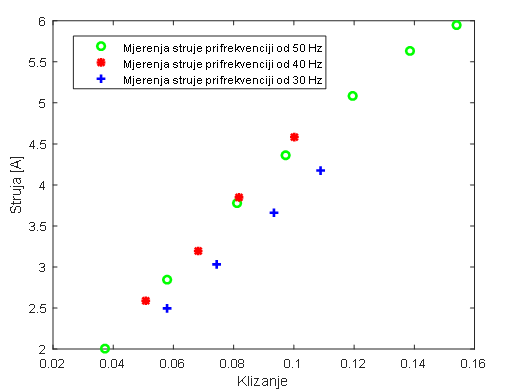 6
5.5
5
4.5
4
3.5
3
2.5
2
Struja [A]
Mjerenja struje prifrekvenciji od 50 Hz
Mjerenja struje prifrekvenciji od 40 Hz
Mjerenja struje prifrekvenciji od 30 Hz
0.02 0.04 0.06 0.08 0.1 0.12 0.14 0.16
Klizanje